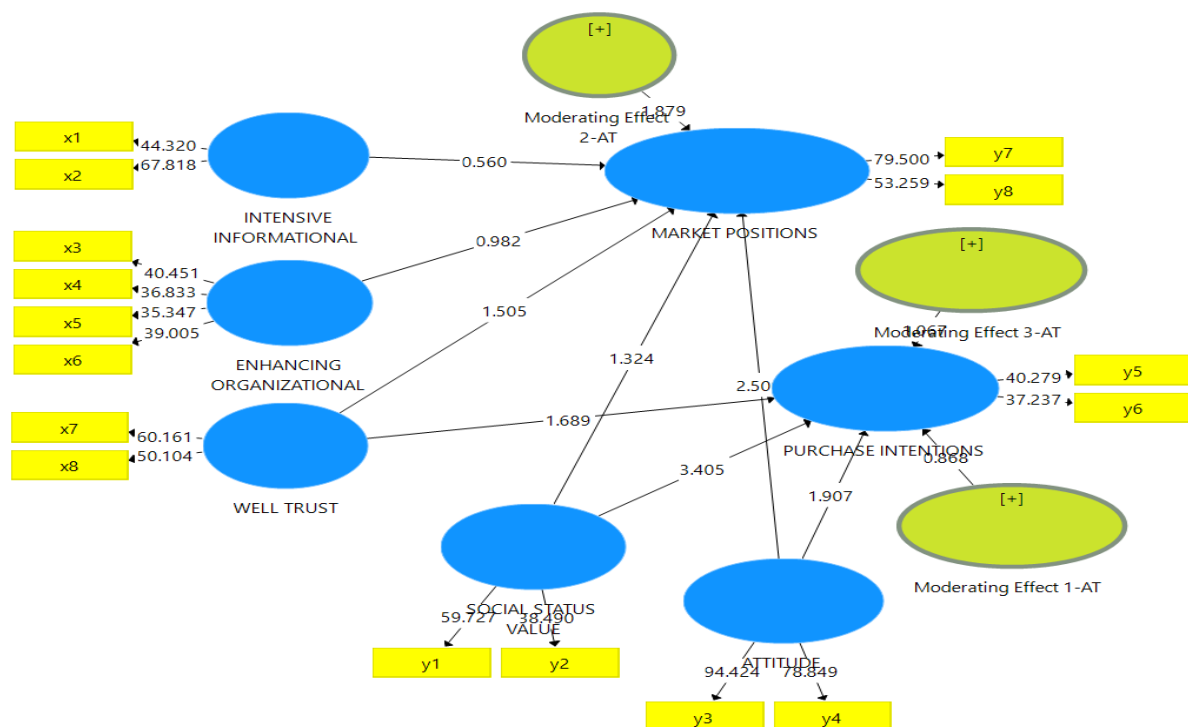 [+]
1.879
Moderating Effect
2-AT
x1
x2
44.320
67.818
INTENSIVE
INFORMATIONAL
0.560
79.500
53.259
y7
y8
MARKET POSITIONS
x3
x4
x5
x6
40.451
36.833
35.347
39.005
ENHANCING
ORGANIZATIONAL
0.982
1.505
1.324
[+]
Moderating Effect 3-AT
1.067
2.50
40.279
37.237
y5
y6
PURCHASE INTENTIONS
x7
x8
60.161
50.104
WELL TRUST
1.689
3.405
1.907
0.868
[+]
Moderating Effect 1-AT
SOCIAL STATUS
VALUE
59.727
38.490
y1
y2
ATTITUDE
94.424
78.849
y3
y4